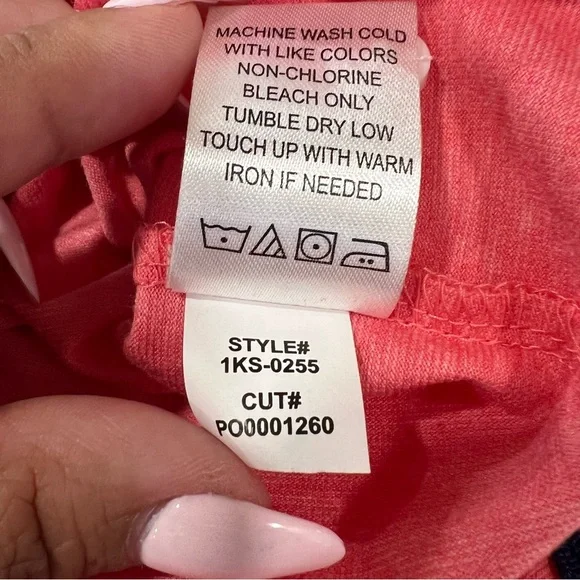 MACHINE WASH COLD
WITH LIKE COLORS
NON-CHLORINE
BLEACH ONLY
TUMBLE DRY LOW
TOUCH UP WITH WARM
IRON IF NEEDED
STYLE#
1KS-0255
CUT#
PO0001260